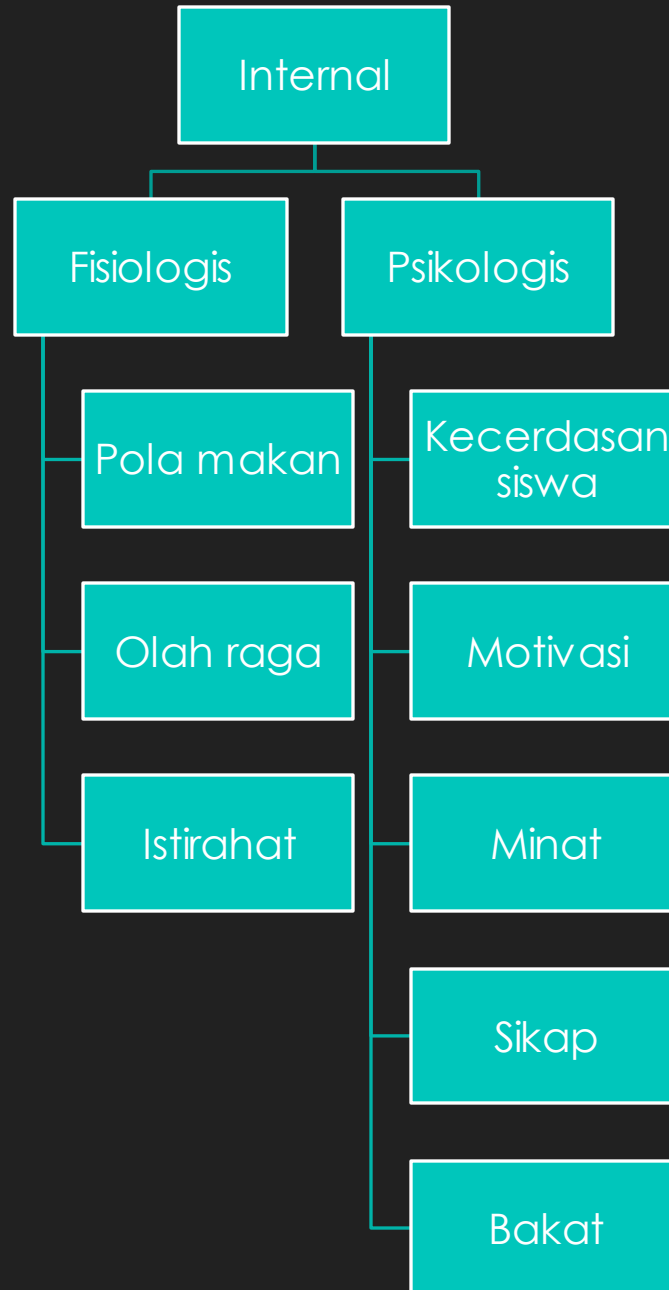 Internal
Fisiologis
Psikologis
Pola makan
Olah raga
Istirahat
Kecerdasan
siswa
Motivasi
Minat
Sikap
Bakat